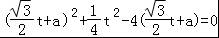 (√3/2 t+a)²+1/4 t²-4(√3/2 t+a)=0